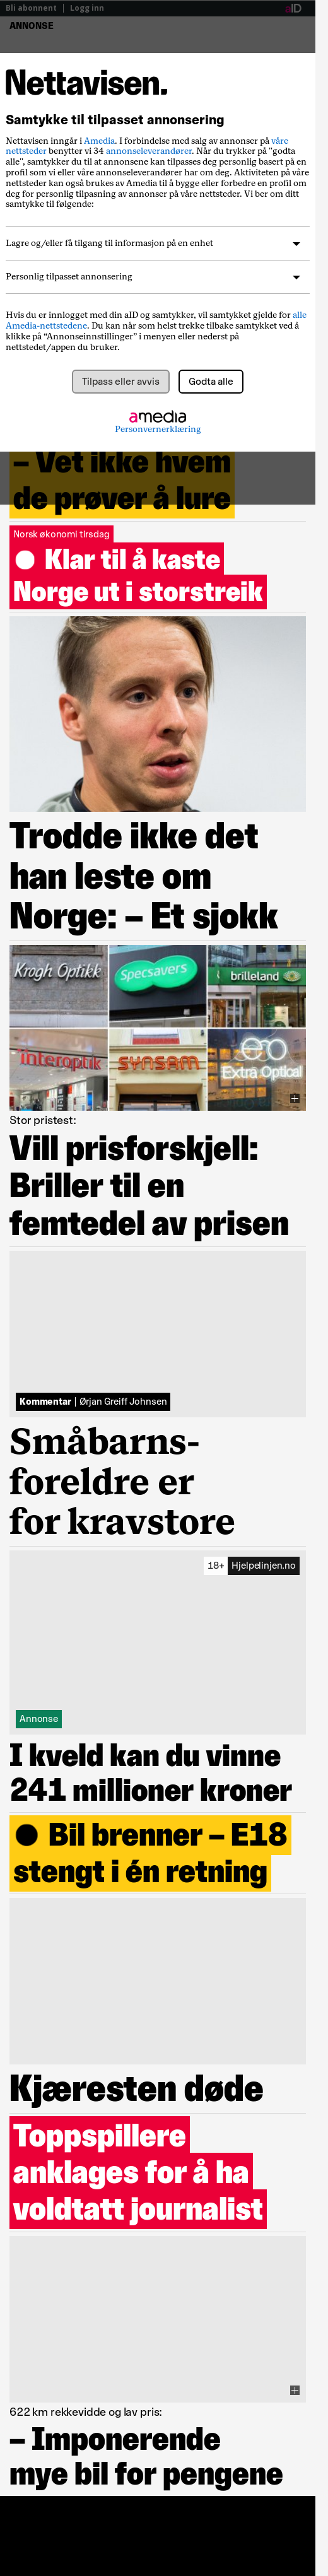 Bli abonnent | Logg inn
aID
ANNONSE
Nettavisen.
Samtykke til tilpasset annonsering
Nettavisen ingår i Amedia. I forbindelse med salg av annonser på våre
nettsteder benytter vi 34 annonseleverandører. Når du trykker på "godta
alle", samtykker du til at annonsene kan tilpasses deg personlig basert på en
profil som vi eller våre annonseleverandører har om deg. Aktiviteten på våre
nettsteder kan også brukes av Amedia til å bygge eller forbedre en profil om
deg for personlig tilpasning av annonser på våre nettsteder. Vi ber om ditt
samtykke til følgende:
Lagre og/eller få tilgang til informasjon på en enhet
Personlig tilpasset annonsering
Hvis du er innlogget med din aID og samtykker, vil samtykket gjelde for alle
Amedia-nettstedene. Du kan når som helst trekke tilbake samtykket ved å
klikke på “Annonseinnstillinger” i menyen eller nederst på
nettstedet/appen du bruker.
Tilpass eller avvis
Godta alle
amedia
Personvernerklæring
– Vet ikke hvem
de prøver å lure
Norsk økonomi tirsdag
Klar til å kaste
Norge ut i storstreik
Trodde ikke det
han leste om
Norge: – Et sjokk
Krogh Optikk
Specsavers
brilleland
interoptik
SYNSAM
Extra Optical
Stor pristest:
Vill prisforskjell:
Briller til en
femtedel av prisen
Kommentar | Ørjan Greiff Johnsen
Småbarns-
foreldre er
for kravstore
18+ Hjelpelinjen.no
Annonse
I kveld kan du vinne
241 millioner kroner
Bil brenner – E18
stengt i én retning
Kjæresten døde
Toppspillere
anklages for å ha
voldtatt journalist
622 km rekkevidde og lav pris:
– Imponerende
mye bil for pengene